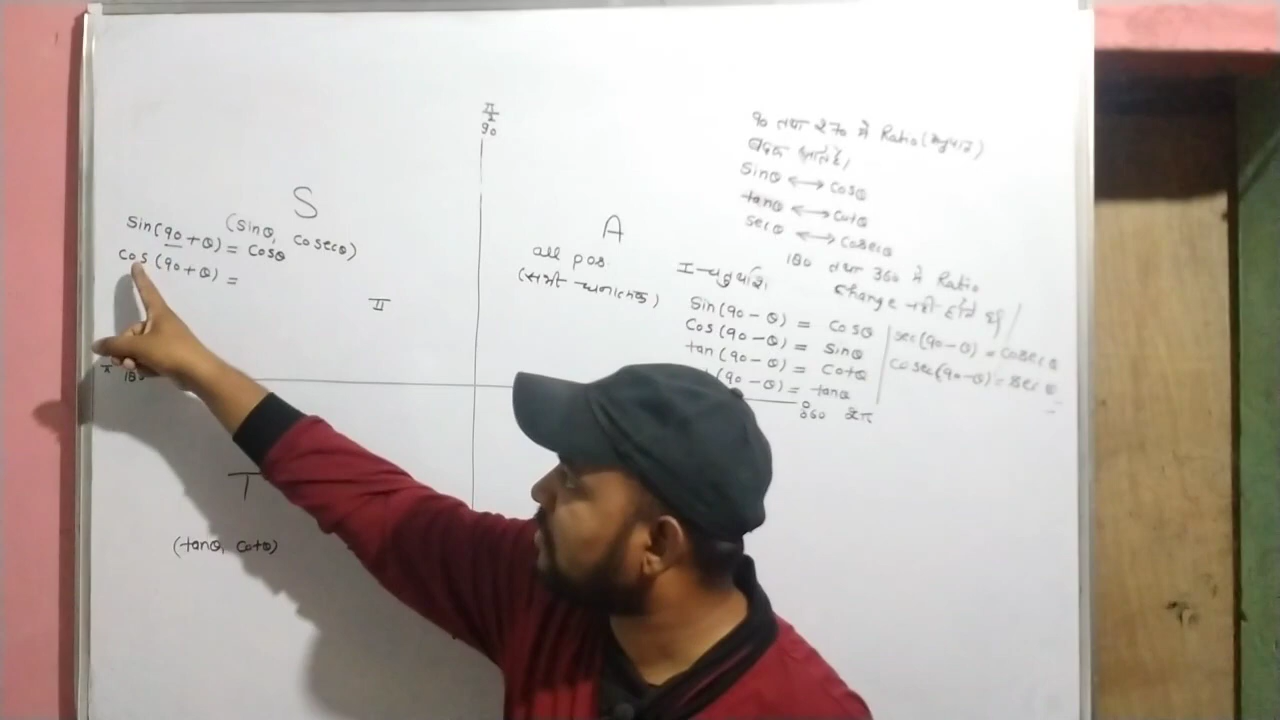 π/2
90
S
(sinθ, cosecθ)
sin(90+θ) = cosθ
cos(90+θ) =
II
π 180
A
all pos.
(सभी धनात्मक)
90 तथा 270 में Ratio (अनुपात)
बदल जाते है।
sinθ ⟷ cosθ
tanθ ⟷ cotθ
secθ ⟷ cosecθ
180 तथा 360 में Ratio
change नही होते है
I-चतुर्थांश
sin(90-θ) = cosθ
cos(90-θ) = sinθ
tan(90-θ) = cotθ
(90-θ) = tanθ
sec(90-θ) = cosecθ
cosec(90-θ) = secθ
0
360 2π
T
(tanθ, cotθ)